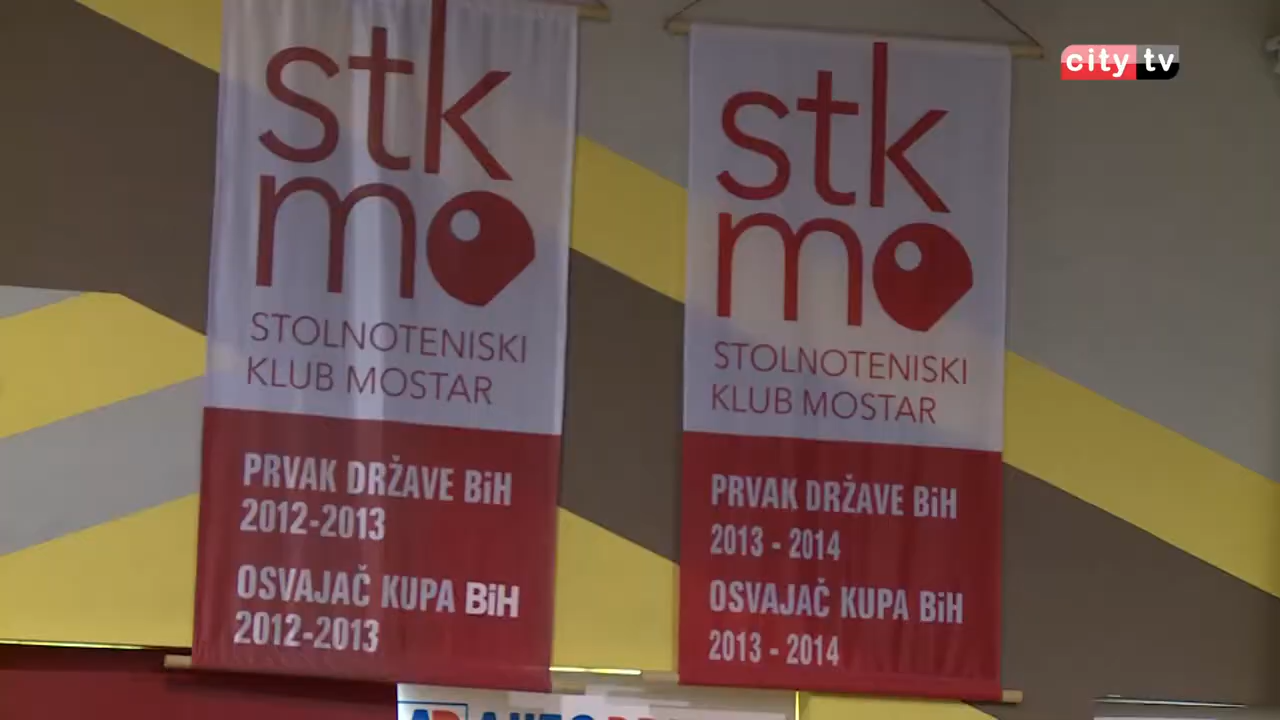 city tv
stk
mo
STOLNOTENISKI
KLUB MOSTAR
PRVAK DRŽAVE BiH
2012-2013
OSVAJAČ KUPA BiH
2012-2013
stk
mo
STOLNOTENISKI
KLUB MOSTAR
PRVAK DRŽAVE BiH
2013 - 2014
OSVAJAČ KUPA BiH
2013 - 2014